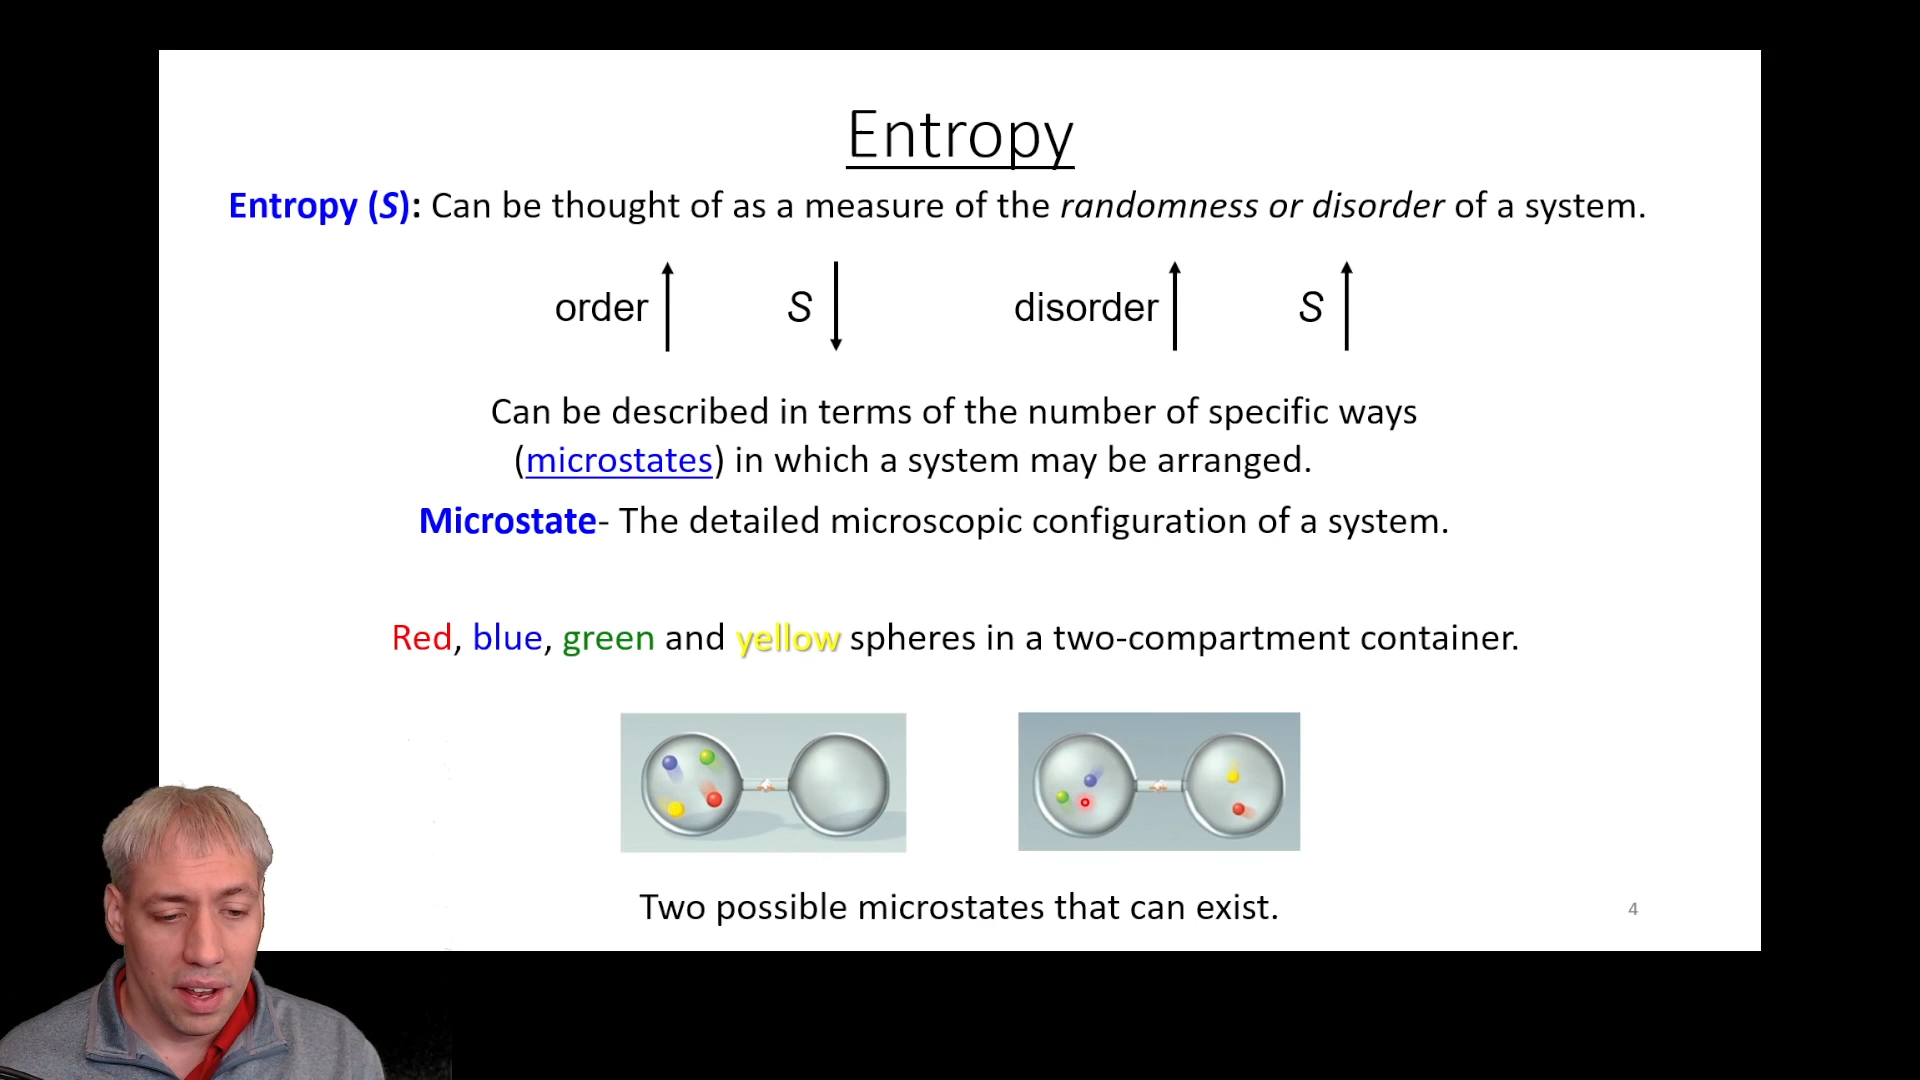 Entropy
Entropy (S): Can be thought of as a measure of the randomness or disorder of a system.
order S disorder S
Can be described in terms of the number of specific ways
(microstates) in which a system may be arranged.
Microstate- The detailed microscopic configuration of a system.
Red, blue, green and yellow spheres in a two-compartment container.
Two possible microstates that can exist.
4